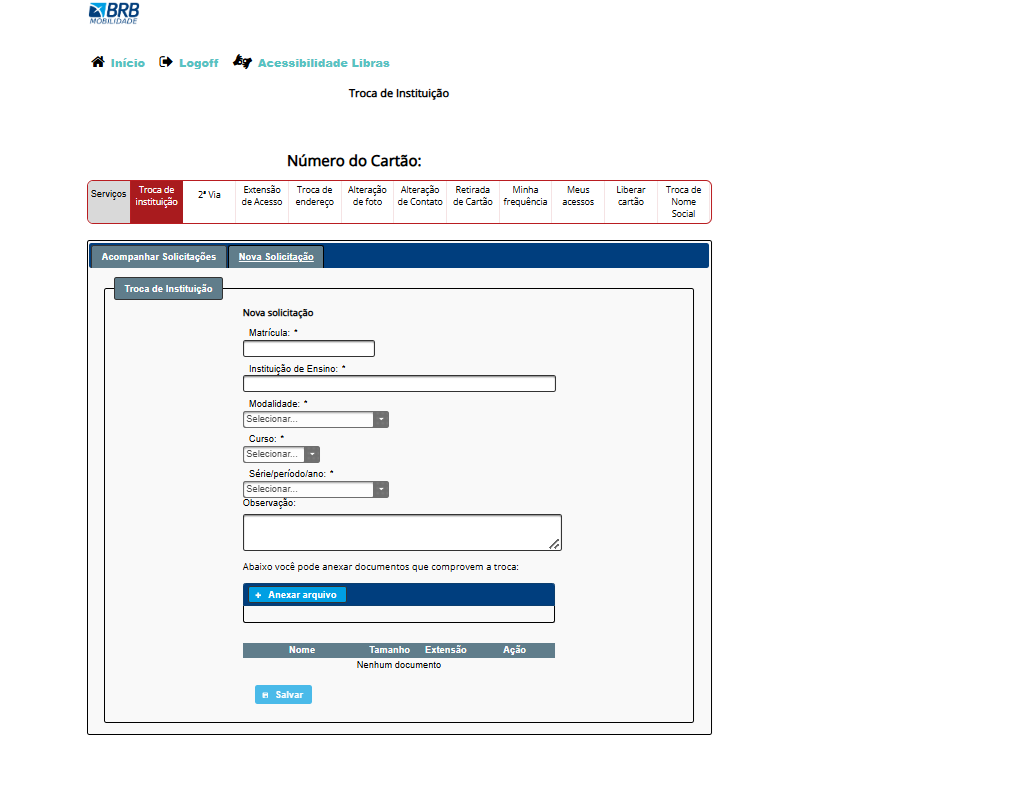 BRB
MOBILIDADE
Início Logoff Acessibilidade Libras
Troca de Instituição
Número do Cartão:
Serviços
Troca de
instituição
2ª Via
Extensão
de Acesso
Troca de
endereço
Alteração
de foto
Alteração
de Contato
Retirada
de Cartão
Minha
frequência
Meus
acessos
Liberar
cartão
Troca de
Nome
Social
Acompanhar Solicitações Nova Solicitação
Troca de Instituição
Nova solicitação
Matrícula: *
Instituição de Ensino: *
Modalidade: *
Selecionar...
Curso: *
Selecionar...
Série/período/ano: *
Selecionar...
Observação:
Abaixo você pode anexar documentos que comprovem a troca:
+ Anexar arquivo
Nome Tamanho Extensão Ação
Nenhum documento
Salvar